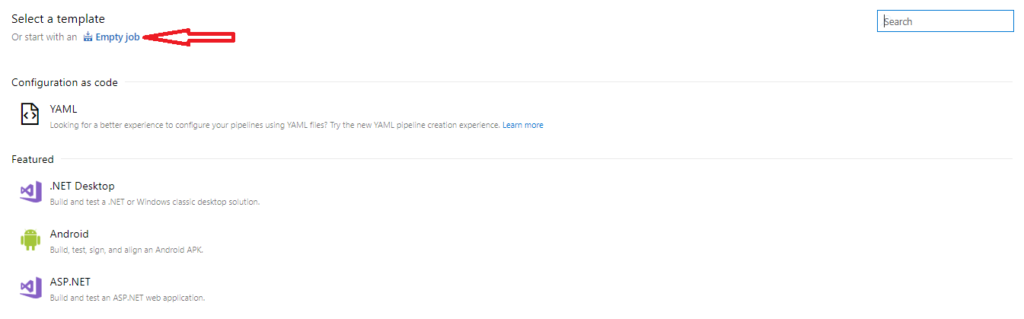 Select a template
Search
Or start with an Empty job
Configuration as code
YAML
Looking for a better experience to configure your pipelines using YAML files? Try the new YAML pipeline creation experience. Learn more
Featured
.NET Desktop
Build and test a .NET or Windows classic desktop solution.
Android
Build, test, sign, and align an Android APK.
ASP.NET
Build and test an ASP.NET web application.